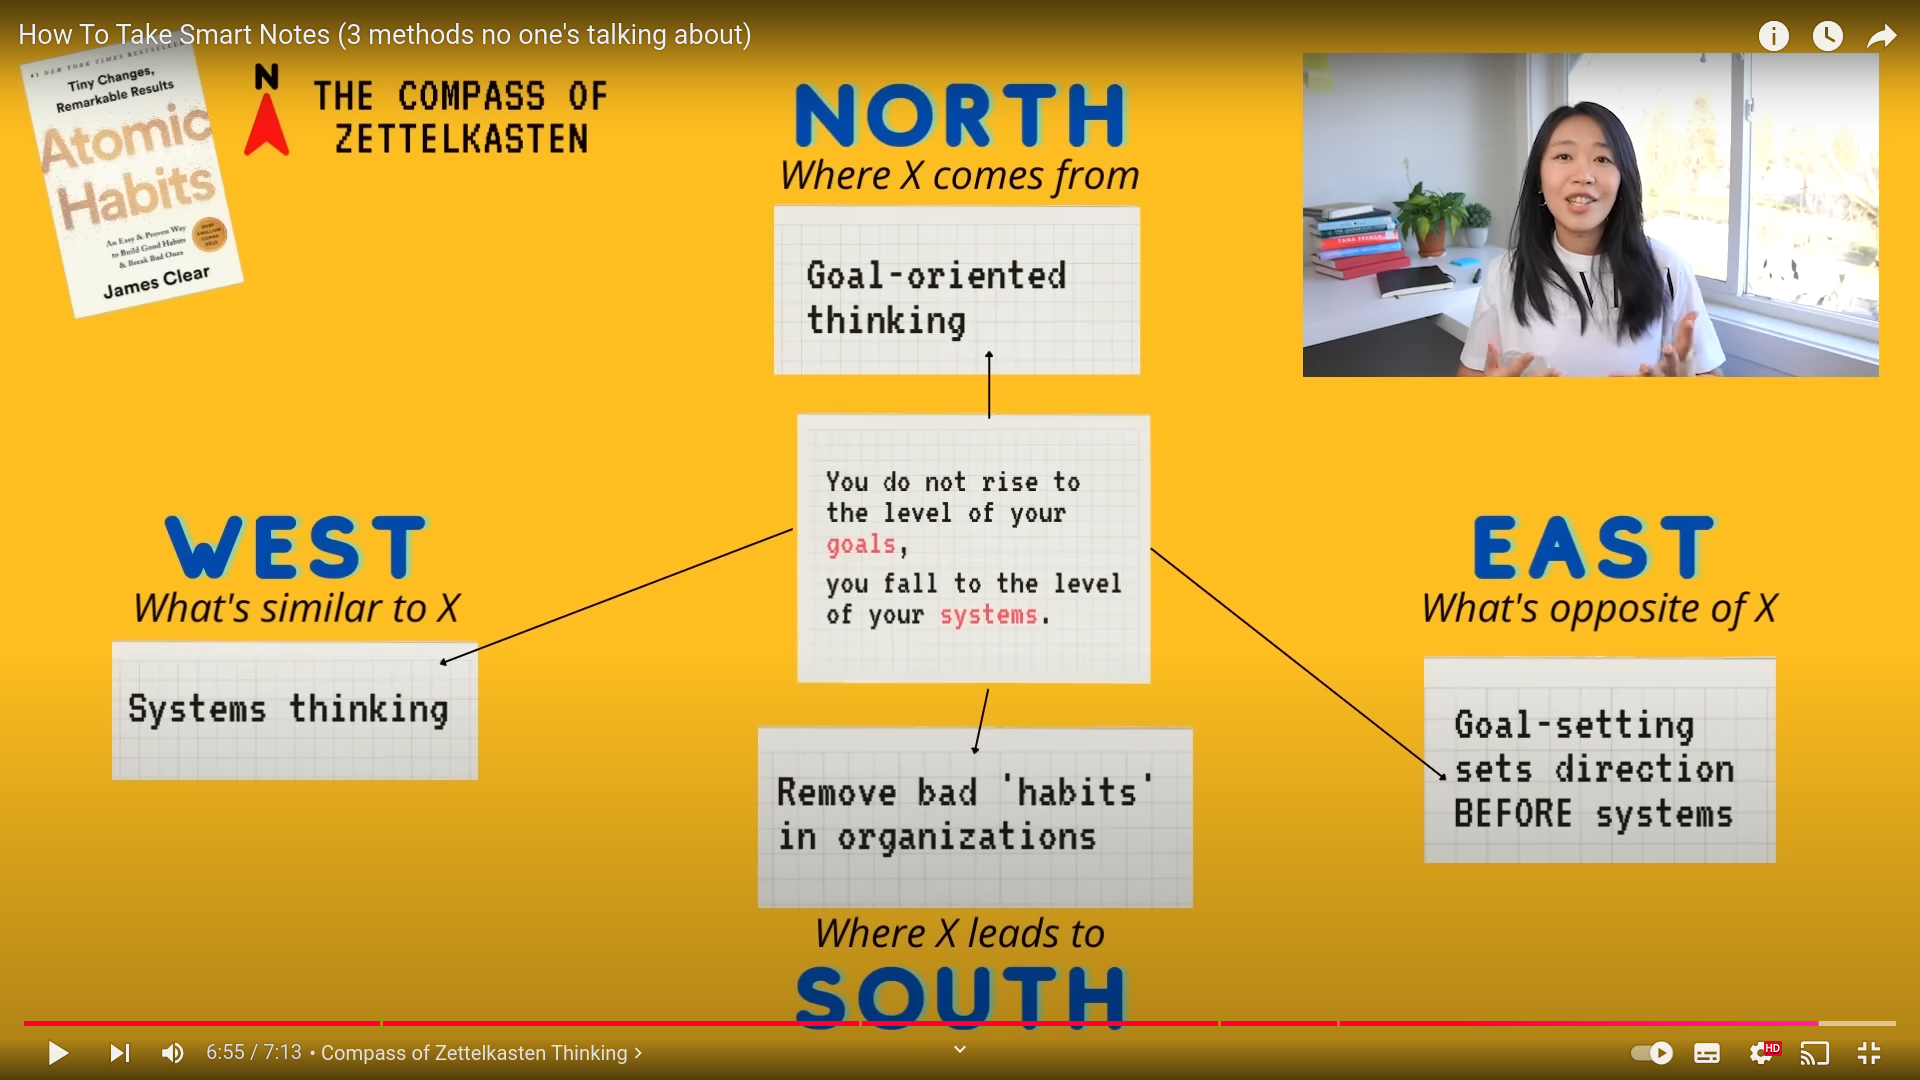 How To Take Smart Notes (3 methods no one's talking about)
#1 NEW YORK TIMES BESTSELLER
Tiny Changes,
Remarkable Results
Atomic
Habits
An Easy & Proven Way
to Build Good Habits
& Break Bad Ones
James Clear
N
THE COMPASS OF
ZETTELKASTEN
NORTH
Where X comes from
Goal-oriented
thinking
You do not rise to
the level of your
goals,
you fall to the level
of your systems.
WEST
What's similar to X
Systems thinking
EAST
What's opposite of X
Goal-setting
sets direction
BEFORE systems
Remove bad 'habits'
in organizations
Where X leads to
SOUTH
6:55 / 7:13 • Compass of Zettelkasten Thinking
HD